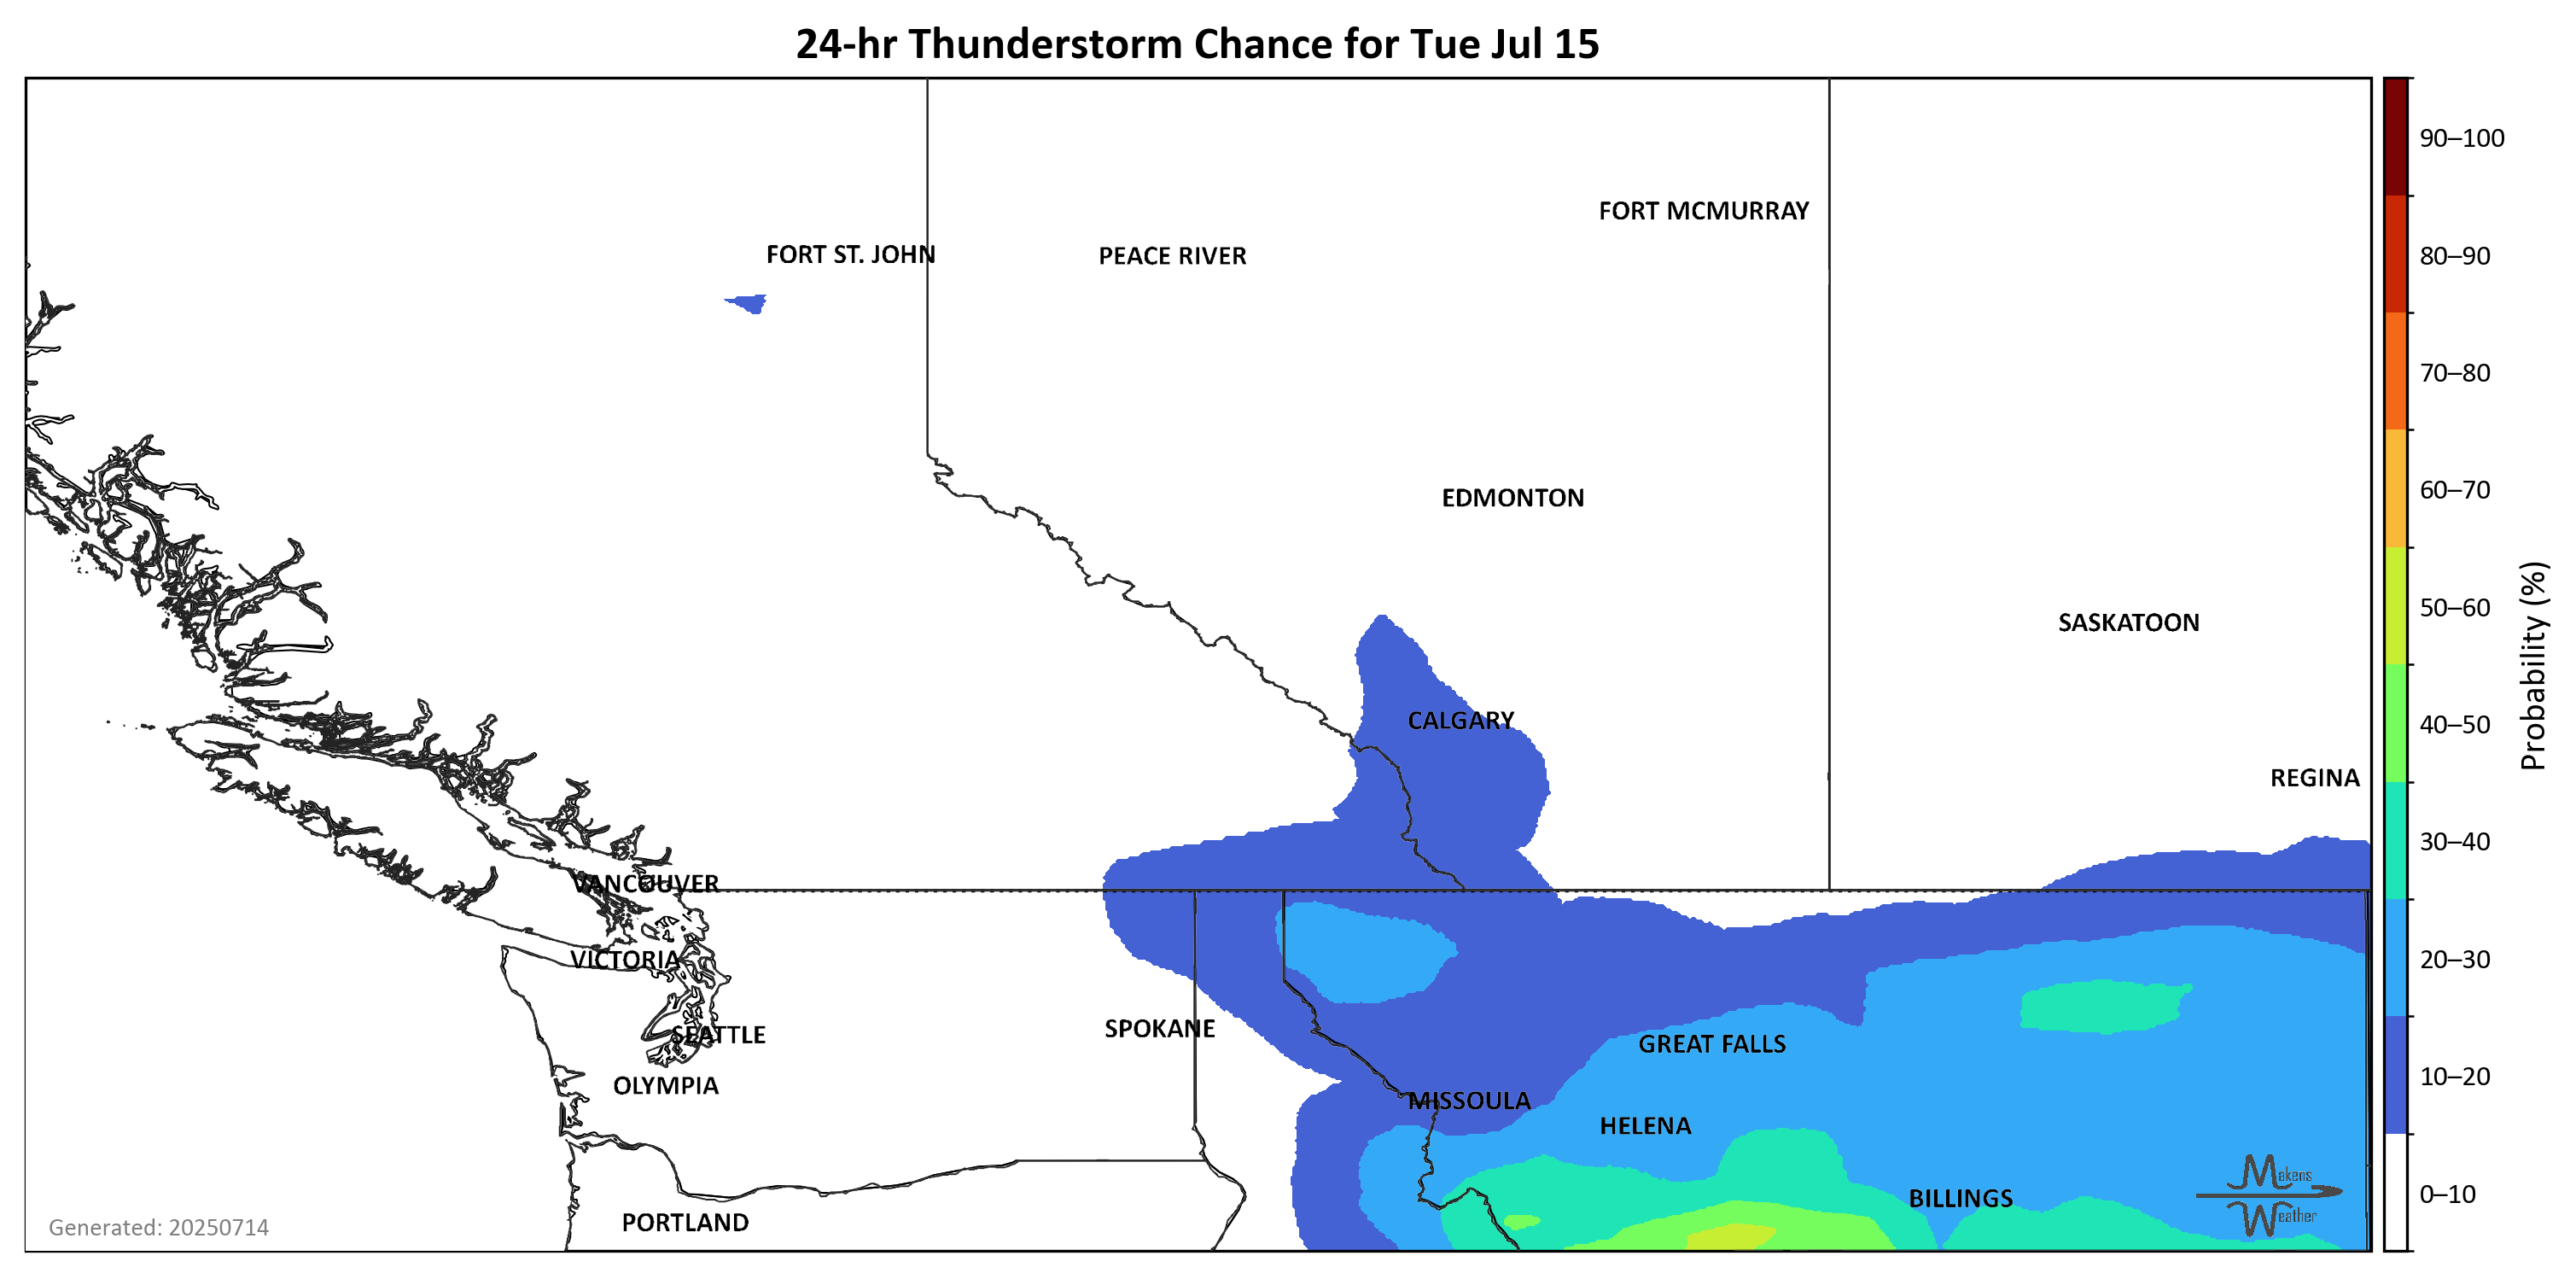 24-hr Thunderstorm Chance for Tue Jul 15
90–100
FORT MCMURRAY
FORT ST. JOHN
PEACE RIVER
80–90
70–80
EDMONTON
60–70
SASKATOON
50–60
Probability (%)
CALGARY
40–50
REGINA
30–40
VANCOUVER
VICTORIA
20–30
SPOKANE
SEATTLE
GREAT FALLS
OLYMPIA
MISSOULA
10–20
HELENA
Makens
Weather
BILLINGS
0–10
PORTLAND
Generated: 20250714